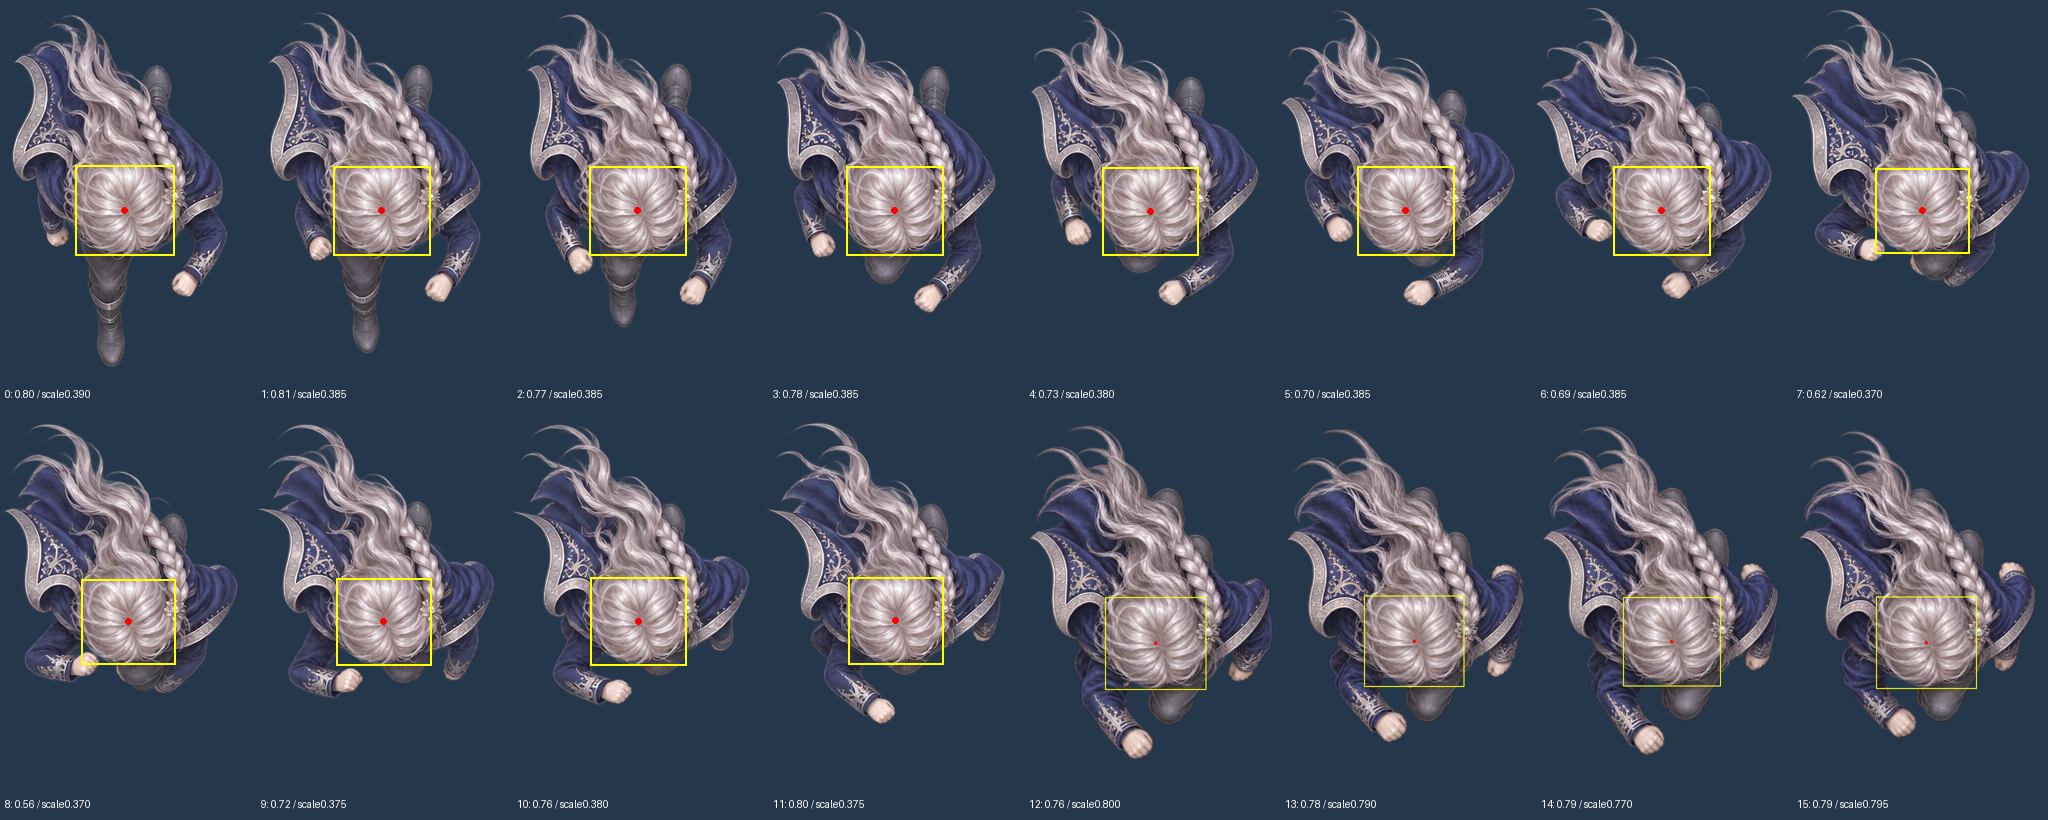 0: 0.80 / scale0.390
1: 0.81 / scale0.385
2: 0.77 / scale0.385
3: 0.78 / scale0.385
4: 0.73 / scale0.380
5: 0.70 / scale0.385
6: 0.69 / scale0.385
7: 0.62 / scale0.370
8: 0.56 / scale0.370
9: 0.72 / scale0.375
10: 0.76 / scale0.380
11: 0.80 / scale0.375
12: 0.76 / scale0.800
13: 0.78 / scale0.790
14: 0.79 / scale0.770
15: 0.79 / scale0.795